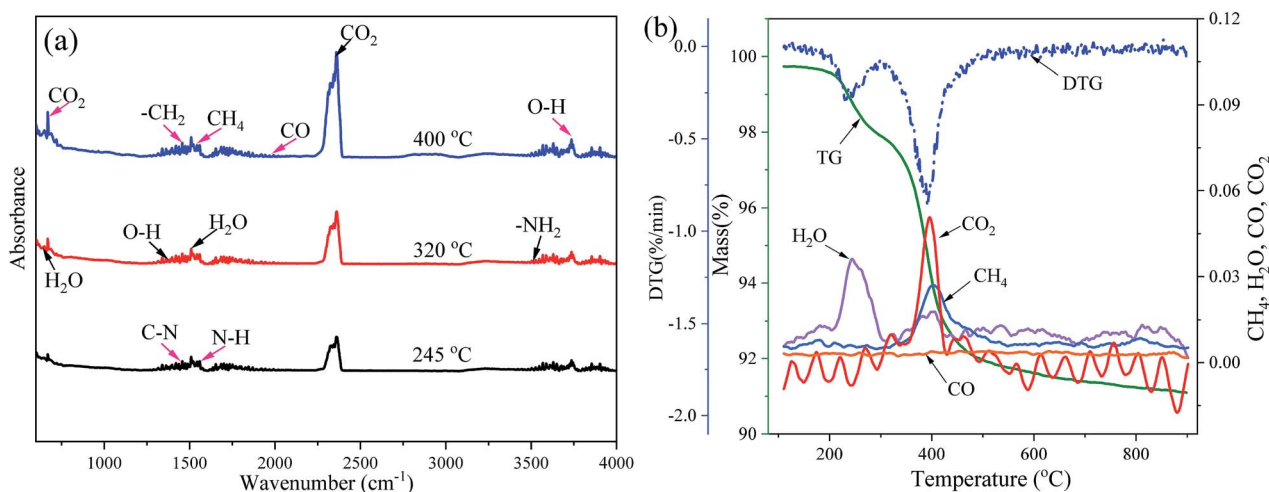 (a)
CO₂
CO₂
-CH₂
CH₄
CO
O-H
400 °C
O-H
H₂O
-NH₂
320 °C
H₂O
C-N
N-H
245 °C
Absorbance
1000 1500 2000 2500 3000 3500 4000
Wavenumber (cm⁻¹)
(b)
0.0
-0.5
-1.0
-1.5
-2.0
DTG(%/min)
100
98
96
94
92
90
Mass(%)
DTG
TG
H₂O
CO₂
CH₄
CO
0.12
0.09
0.06
0.03
0.00
CH₄, H₂O, CO, CO₂
200 400 600 800
Temperature (°C)